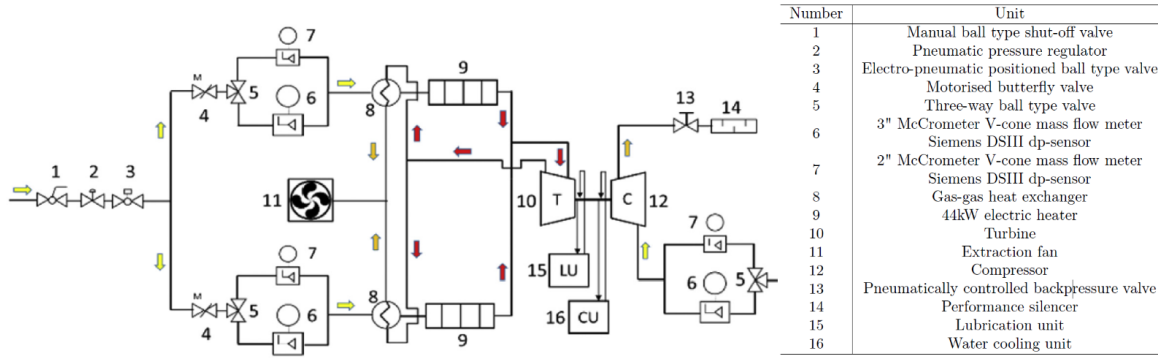 7
M
5
6
4
8
9
1
2
3
11
10
T
C
12
13
14
15
LU
16
CU
7
6
5
M
4
7
5
6
8
9
Number Unit
1 Manual ball type shut-off valve
2 Pneumatic pressure regulator
3 Electro-pneumatic positioned ball type valve
4 Motorised butterfly valve
5 Three-way ball type valve
6 3" McCrometer V-cone mass flow meter
Siemens DSIII dp-sensor
7 2" McCrometer V-cone mass flow meter
Siemens DSIII dp-sensor
8 Gas-gas heat exchanger
9 44kW electric heater
10 Turbine
11 Extraction fan
12 Compressor
13 Pneumatically controlled backpressure valve
14 Performance silencer
15 Lubrication unit
16 Water cooling unit